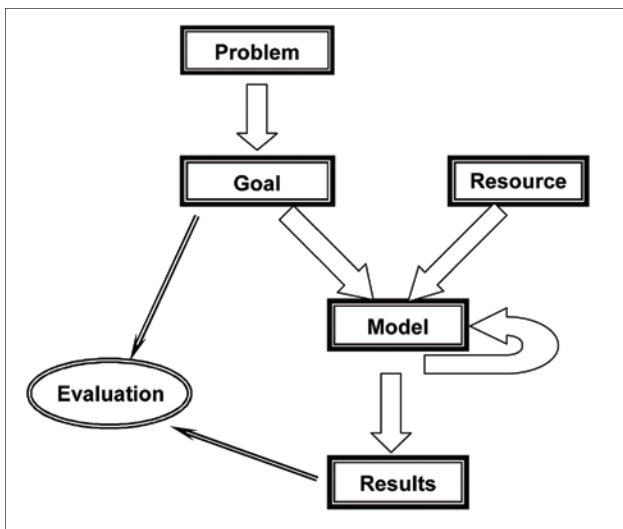 Problem
Goal
Resource
Model
Evaluation
Results